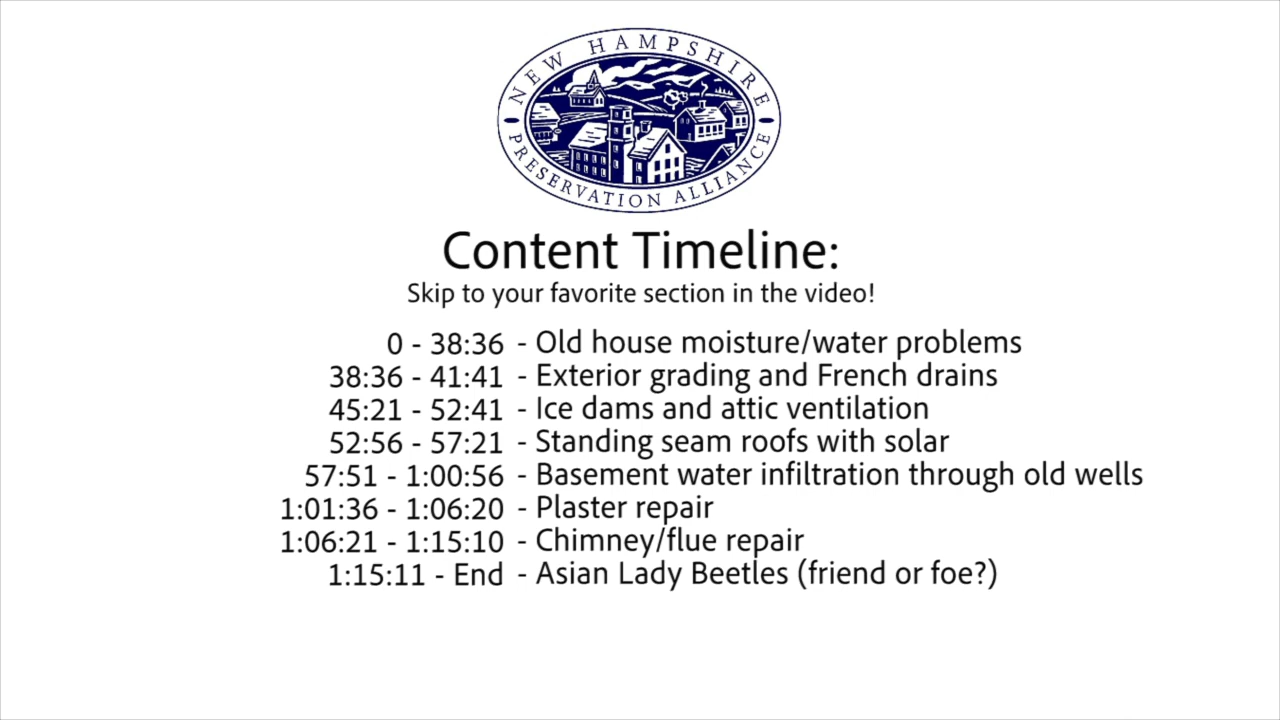 NEW HAMPSHIRE
PRESERVATION ALLIANCE
Content Timeline:
Skip to your favorite section in the video!
0 - 38:36 - Old house moisture/water problems
38:36 - 41:41 - Exterior grading and French drains
45:21 - 52:41 - Ice dams and attic ventilation
52:56 - 57:21 - Standing seam roofs with solar
57:51 - 1:00:56 - Basement water infiltration through old wells
1:01:36 - 1:06:20 - Plaster repair
1:06:21 - 1:15:10 - Chimney/flue repair
1:15:11 - End - Asian Lady Beetles (friend or foe?)